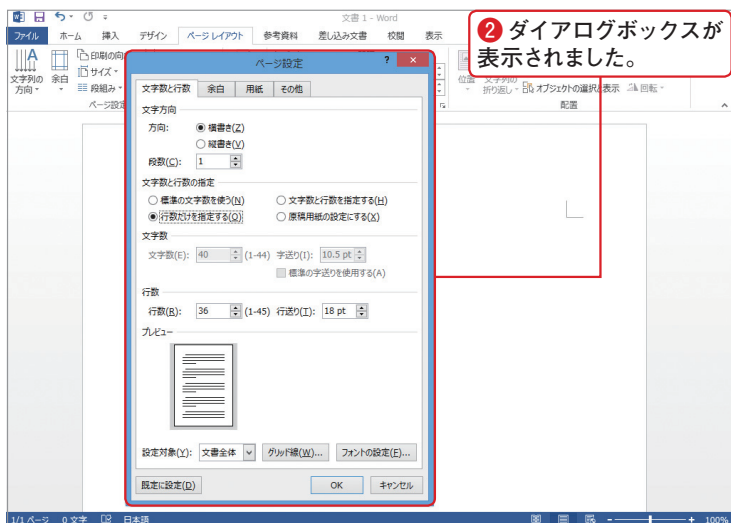 文書 1 - Word
ファイル ホーム 挿入 デザイン ページ レイアウト 参考資料 差し込み文書 校閲 表示
❷ ダイアログボックスが
表示されました。
文字列の
方向
余白
印刷の向
サイズ
段組み
ページ設定
位置
文字列の
折り返し
オブジェクトの選択と表示
回転
配置
ページ設定 ? ×
文字数と行数 余白 用紙 その他
文字方向
方向: 横書き(Z)
縦書き(V)
段数(C): 1
文字数と行数の指定
標準の文字数を使う(N) 文字数と行数を指定する(H)
行数だけを指定する(O) 原稿用紙の設定にする(X)
文字数
文字数(E): 40 (1-44) 字送り(I): 10.5 pt
標準の字送りを使用する(A)
行数
行数(R): 36 (1-45) 行送り(T): 18 pt
プレビュー
設定対象(Y): 文書全体 グリッド線(W)... フォントの設定(F)...
既定に設定(D) OK キャンセル
1/1 ページ 0 文字 日本語 100%